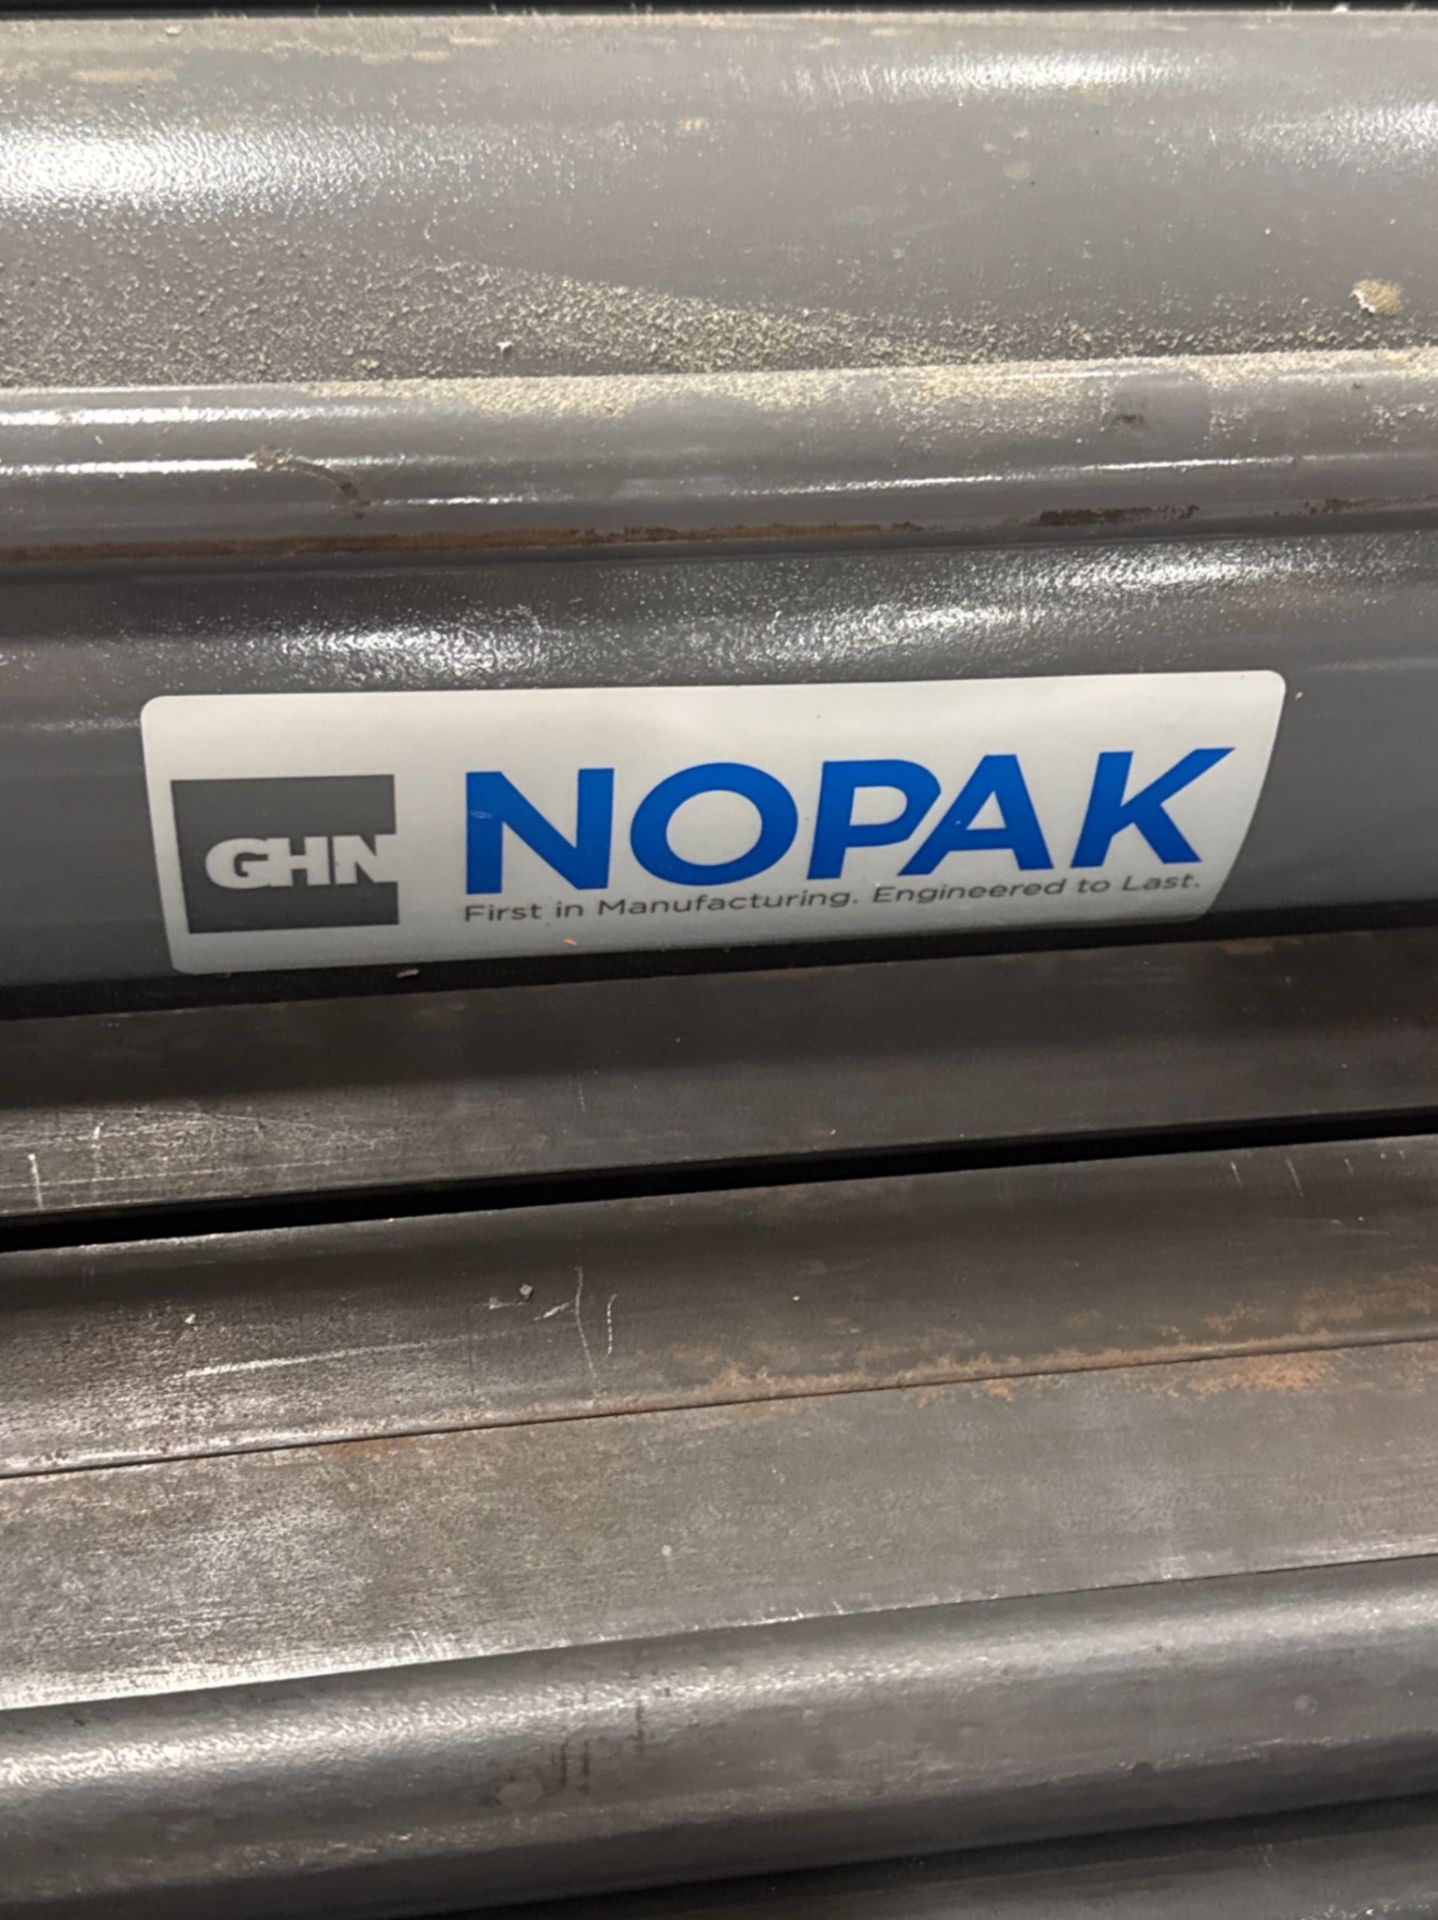 GHN
NOPAK
First in Manufacturing. Engineered to Last.